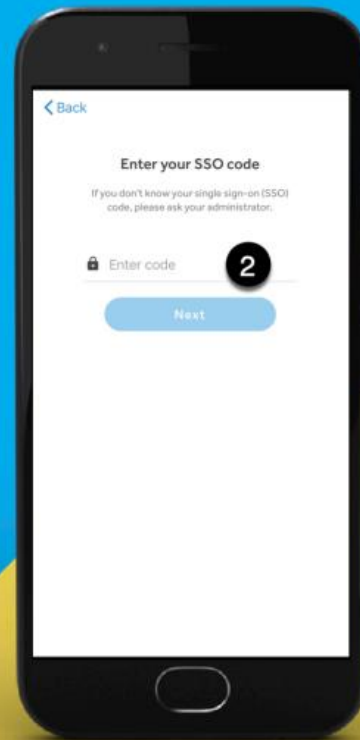 Back
Enter your SSO code
If you don't know your single sign-on (SSO)
code, please ask your administrator.
Enter code
2
Next